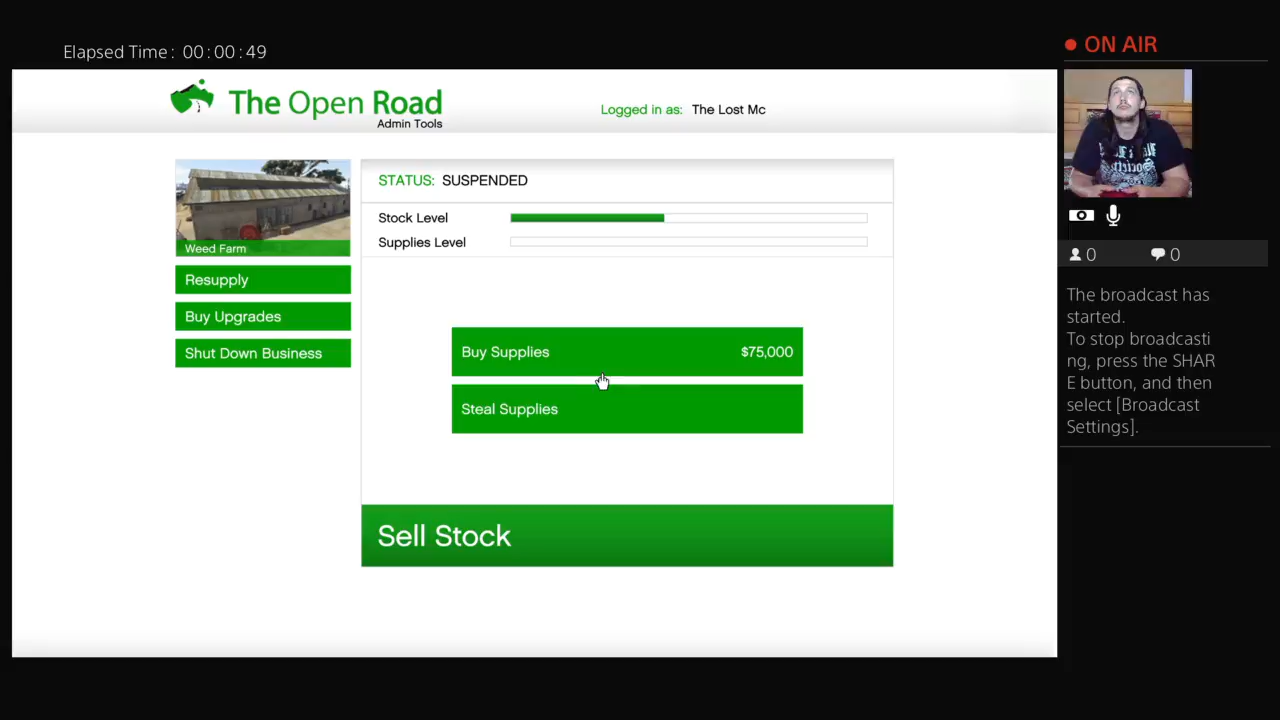 Elapsed Time: 00:00:49
ON AIR
The Open Road
Admin Tools
Logged in as: The Lost Mc
Weed Farm
Resupply
Buy Upgrades
Shut Down Business
STATUS: SUSPENDED
Stock Level
Supplies Level
Buy Supplies $75,000
Steal Supplies
Sell Stock
0 0
The broadcast has
started.
To stop broadcasti
ng, press the SHAR
E button, and then
select [Broadcast
Settings].